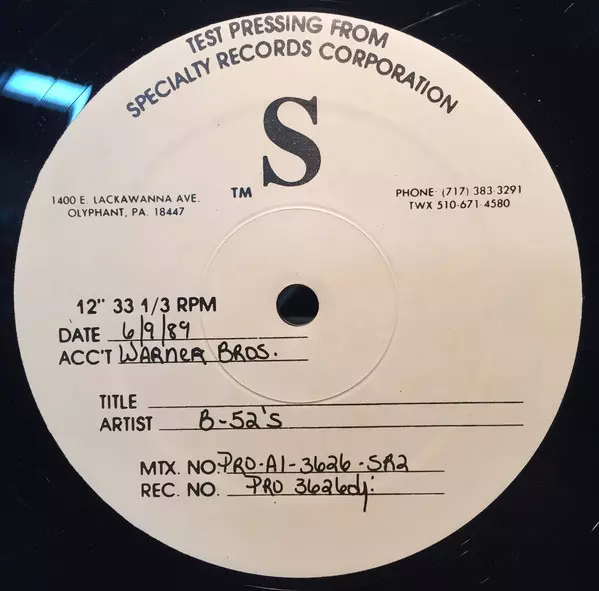 TEST PRESSING FROM
SPECIALTY RECORDS CORPORATION
S
TM
1400 E. LACKAWANNA AVE.
OLYPHANT, PA. 18447
PHONE: (717) 383-3291
TWX 510-671-4580
12" 33 1/3 RPM
DATE 6/9/89
ACC'T WARNER BROS.
TITLE
ARTIST B-52's
MTX. NO. PRO-A1-3626-SR2
REC. NO. PRO 3626dj